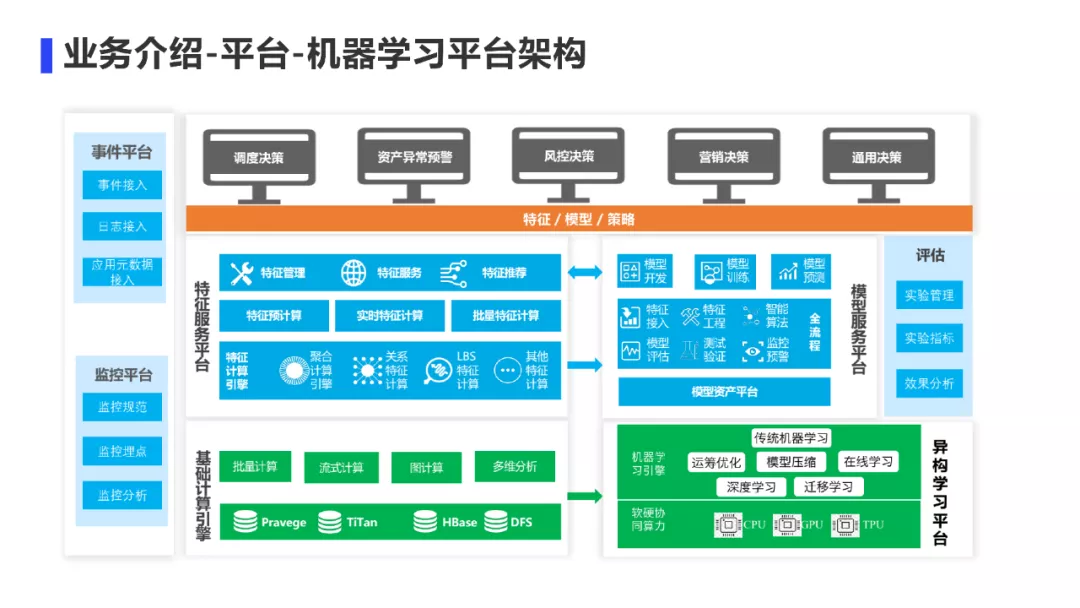 业务介绍-平台-机器学习平台架构
事件平台
事件接入
日志接入
应用元数据
接入
监控平台
监控规范
监控埋点
监控分析
调度决策
资产异常预警
风控决策
营销决策
通用决策
特征 / 模型 / 策略
特征服务平台
特征管理
特征服务
特征推荐
特征预计算
实时特征计算
批量特征计算
特征
计算
引擎
聚合
计算
引擎
关系
特征
计算
LBS
特征
计算
其他
特征
计算
模型
开发
模型
训练
模型
预测
特征
接入
特征
工程
智能
算法
模型
评估
测试
验证
监控
预警
全流程
模型资产平台
模型服务平台
评估
实验管理
实验指标
效果分析
基础计算引擎
批量计算
流式计算
图计算
多维分析
Pravege
TiTan
HBase
DFS
机器学
习引擎
传统机器学习
运筹优化
模型压缩
在线学习
深度学习
迁移学习
软硬协
同算力
CPU
GPU
TPU
异构学习平台